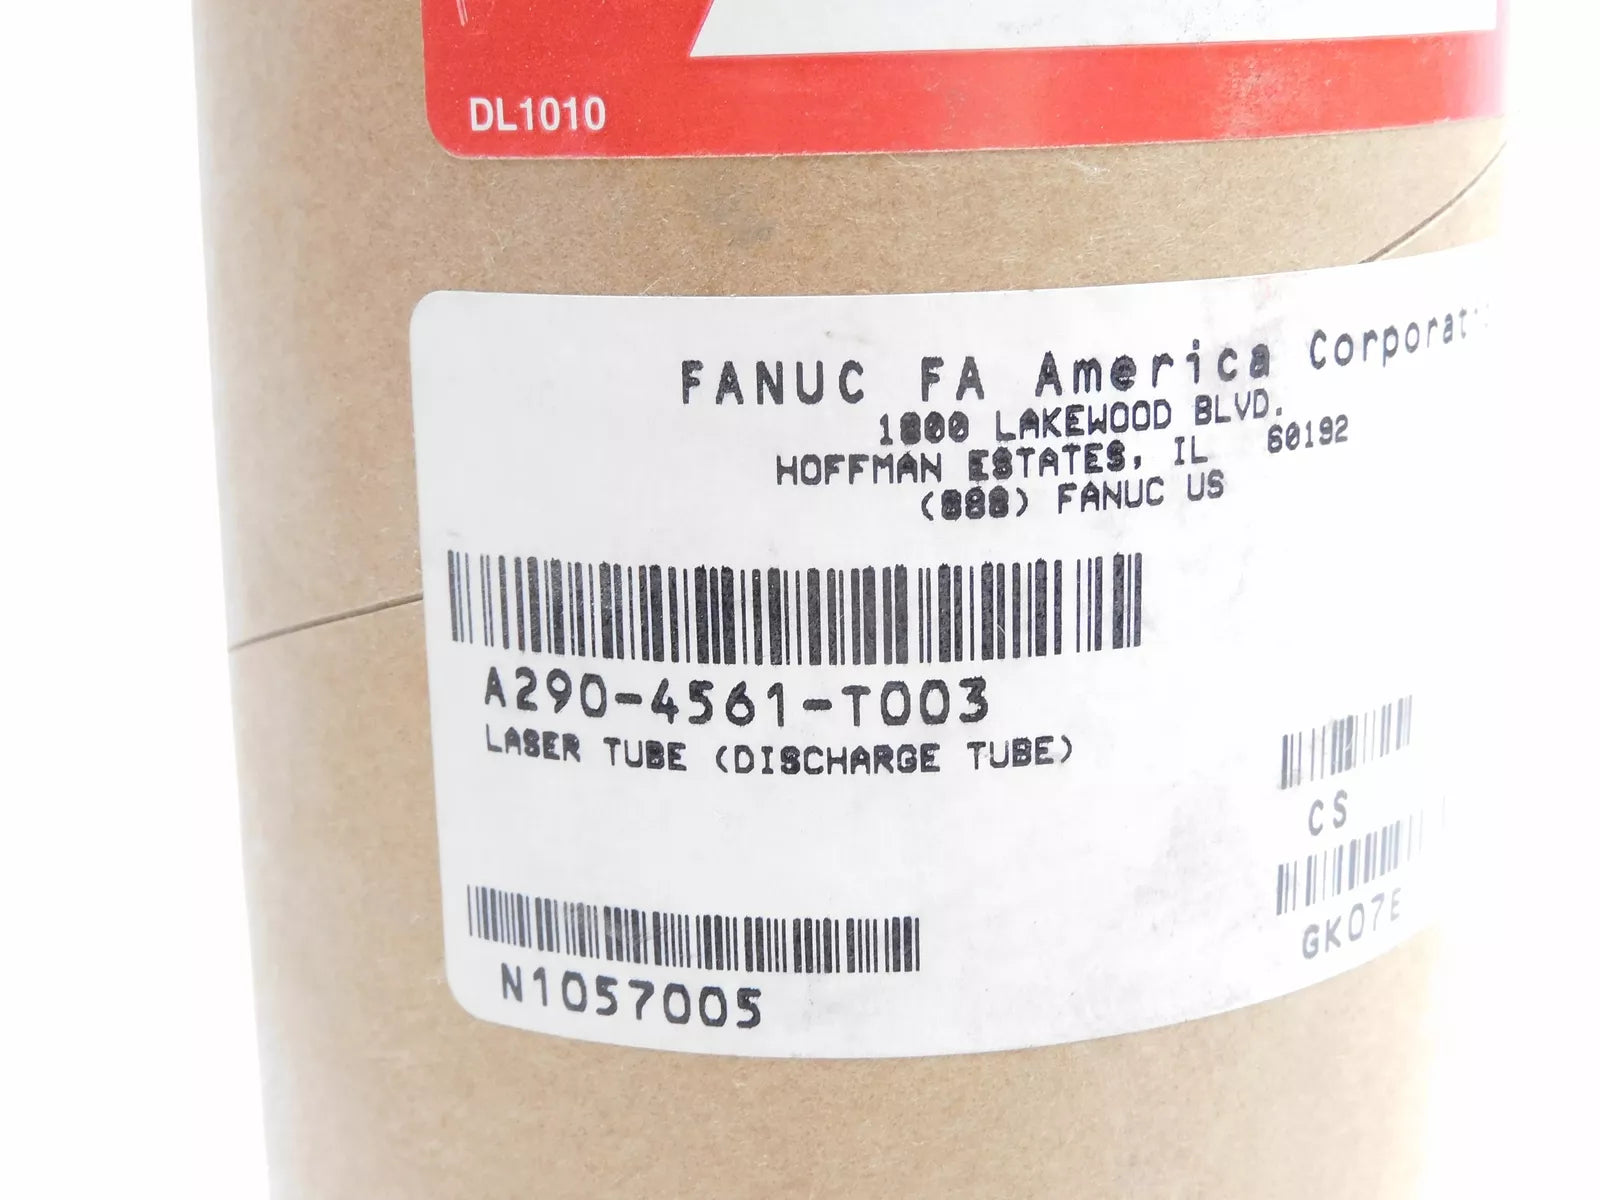 DL1010
FANUC FA America
1800 LAKEWOOD BLVD.
HOFFMAN ESTATES, IL 60192
(888) FANUC US
A290-4561-T003
LASER TUBE (DISCHARGE TUBE)
CS
GK07E
N1057005